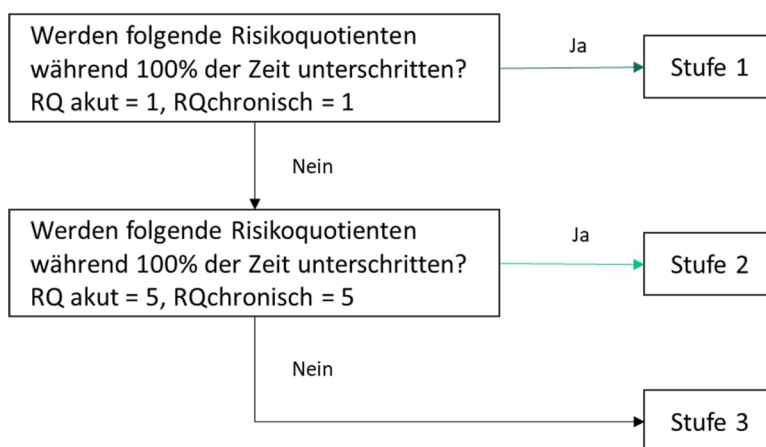 Werden folgende Risikoquotienten
während 100% der Zeit unterschritten?
RQ akut = 1, RQchronisch = 1
Ja
Stufe 1
Nein
Werden folgende Risikoquotienten
während 100% der Zeit unterschritten?
RQ akut = 5, RQchronisch = 5
Ja
Stufe 2
Nein
Stufe 3